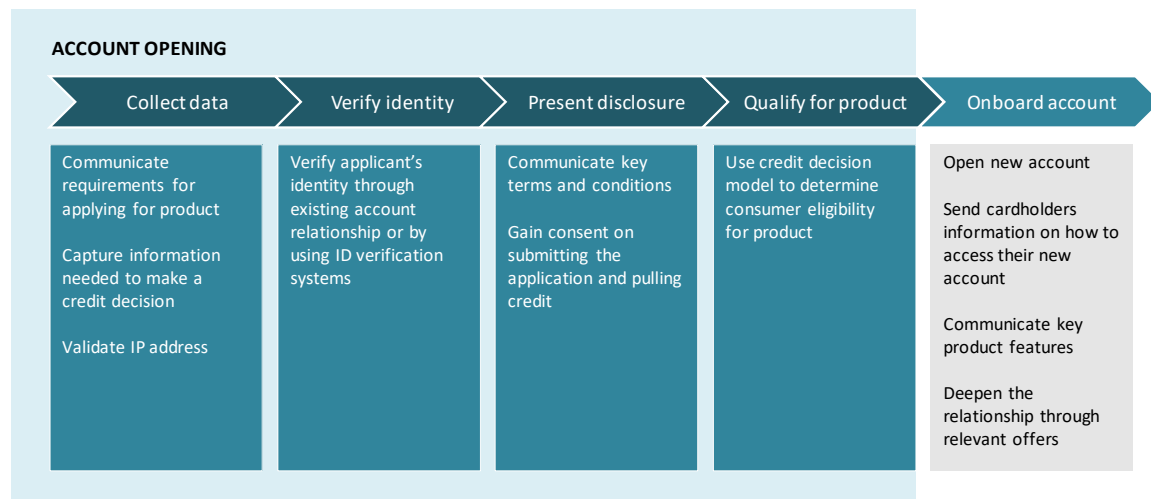 ACCOUNT OPENING
Collect data
Verify identity
Present disclosure
Qualify for product
Onboard account
Communicate
requirements for
applying for product
Capture information
needed to make a
credit decision
Validate IP address
Verify applicant’s
identity through
existing account
relationship or by
using ID verification
systems
Communicate key
terms and conditions
Gain consent on
submitting the
application and pulling
credit
Use credit decision
model to determine
consumer eligibility
for product
Open new account
Send cardholders
information on how to
access their new
account
Communicate key
product features
Deepen the
relationship through
relevant offers